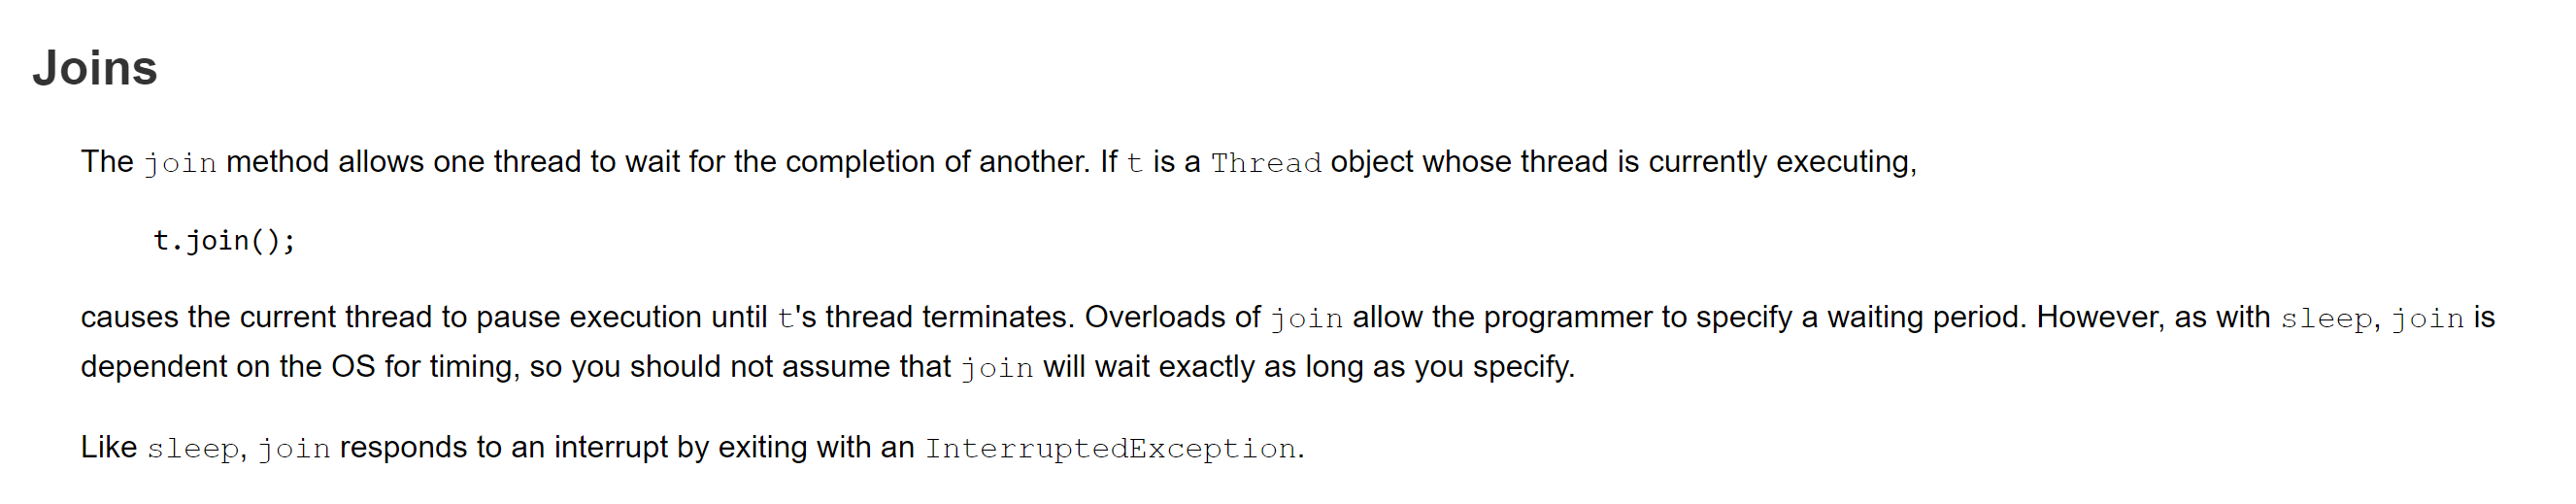 Joins
The join method allows one thread to wait for the completion of another. If t is a Thread object whose thread is currently executing,
t.join();
causes the current thread to pause execution until t's thread terminates. Overloads of join allow the programmer to specify a waiting period. However, as with sleep, join is
dependent on the OS for timing, so you should not assume that join will wait exactly as long as you specify.
Like sleep, join responds to an interrupt by exiting with an InterruptedException.